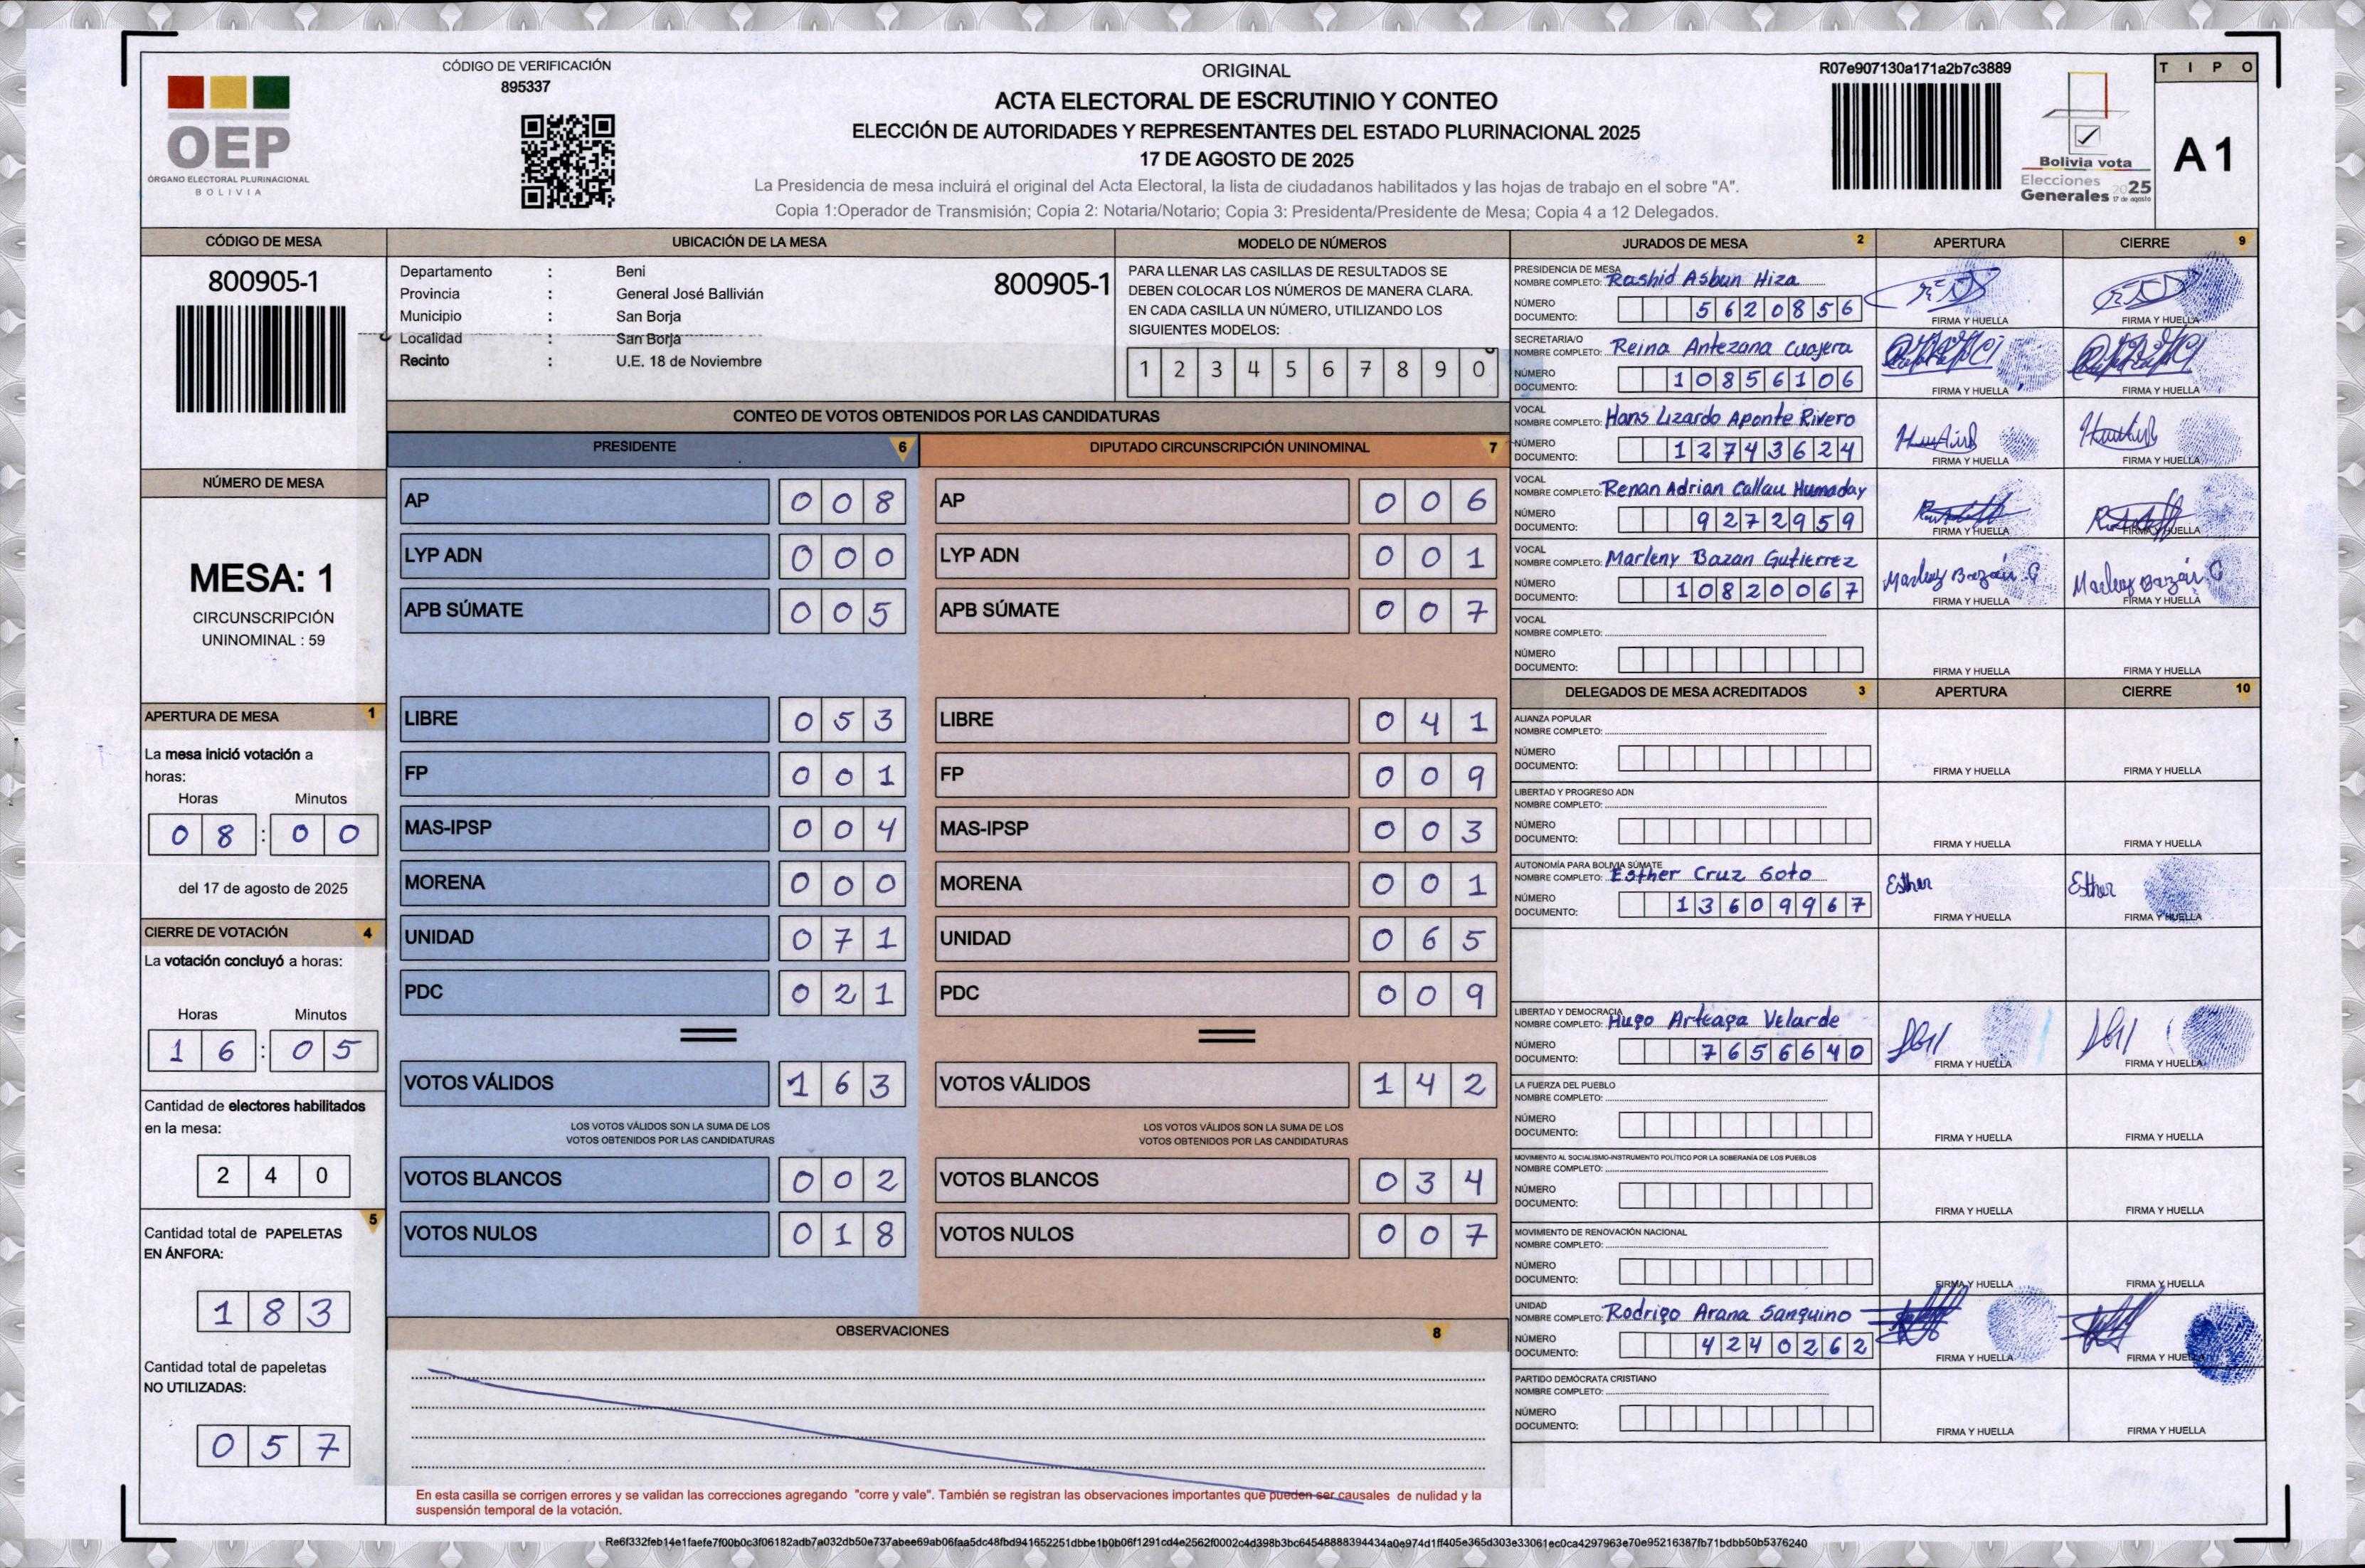 CÓDIGO DE VERIFICACIÓN
895337
OEP
ÓRGANO ELECTORAL PLURINACIONAL
BOLIVIA
ORIGINAL
ACTA ELECTORAL DE ESCRUTINIO Y CONTEO
ELECCIÓN DE AUTORIDADES Y REPRESENTANTES DEL ESTADO PLURINACIONAL 2025
17 DE AGOSTO DE 2025
La Presidencia de mesa incluirá el original del Acta Electoral, la lista de ciudadanos habilitados y las hojas de trabajo en el sobre "A".
Copia 1:Operador de Transmisión; Copia 2: Notaria/Notario; Copia 3: Presidenta/Presidente de Mesa; Copia 4 a 12 Delegados.
R07e907130a171a2b7c3889
Bolivia vota
Elecciones
Generales 2025
17 de agosto
TIPO
A1
CÓDIGO DE MESA
800905-1
NÚMERO DE MESA
MESA: 1
CIRCUNSCRIPCIÓN
UNINOMINAL : 59
APERTURA DE MESA 1
La mesa inició votación a
horas:
Horas Minutos
08:00
del 17 de agosto de 2025
CIERRE DE VOTACIÓN 4
La votación concluyó a horas:
Horas Minutos
16:05
Cantidad de electores habilitados
en la mesa:
240
5
Cantidad total de PAPELETAS
EN ÁNFORA:
183
Cantidad total de papeletas
NO UTILIZADAS:
057
UBICACIÓN DE LA MESA
Departamento : Beni
800905-1
Provincia : General José Ballivián
Municipio : San Borja
Localidad : San Borja
Recinto : U.E. 18 de Noviembre
MODELO DE NÚMEROS
PARA LLENAR LAS CASILLAS DE RESULTADOS SE
DEBEN COLOCAR LOS NÚMEROS DE MANERA CLARA.
EN CADA CASILLA UN NÚMERO, UTILIZANDO LOS
SIGUIENTES MODELOS:
1 2 3 4 5 6 7 8 9 0
CONTEO DE VOTOS OBTENIDOS POR LAS CANDIDATURAS
PRESIDENTE 6
AP 008
LYP ADN 000
APB SÚMATE 005
LIBRE 053
FP 001
MAS-IPSP 004
MORENA 000
UNIDAD 071
PDC 021
VOTOS VÁLIDOS 163
LOS VOTOS VÁLIDOS SON LA SUMA DE LOS
VOTOS OBTENIDOS POR LAS CANDIDATURAS
VOTOS BLANCOS 002
VOTOS NULOS 018
DIPUTADO CIRCUNSCRIPCIÓN UNINOMINAL 7
AP 006
LYP ADN 001
APB SÚMATE 007
LIBRE 041
FP 009
MAS-IPSP 003
MORENA 001
UNIDAD 065
PDC 009
VOTOS VÁLIDOS 142
LOS VOTOS VÁLIDOS SON LA SUMA DE LOS
VOTOS OBTENIDOS POR LAS CANDIDATURAS
VOTOS BLANCOS 034
VOTOS NULOS 007
OBSERVACIONES 8
En esta casilla se corrigen errores y se validan las correcciones agregando "corre y vale". También se registran las observaciones importantes que pueden ser causales de nulidad y la
suspensión temporal de la votación.
JURADOS DE MESA 2 APERTURA CIERRE 9
PRESIDENCIA DE MESA
NOMBRE COMPLETO: Rashid Asbun Hiza
NÚMERO
DOCUMENTO: 5620856
FIRMA Y HUELLA FIRMA Y HUELLA
SECRETARIA/O
NOMBRE COMPLETO: Reina Antezana Cuajera
NÚMERO
DOCUMENTO: 10856106
FIRMA Y HUELLA FIRMA Y HUELLA
VOCAL
NOMBRE COMPLETO: Hans Lizardo Aponte Rivero
NÚMERO
DOCUMENTO: 12743624
FIRMA Y HUELLA FIRMA Y HUELLA
VOCAL
NOMBRE COMPLETO: Renan Adrian Callau Humaday
NÚMERO
DOCUMENTO: 9272959
FIRMA Y HUELLA FIRMA Y HUELLA
VOCAL
NOMBRE COMPLETO: Marleny Bazan Gutierrez
NÚMERO
DOCUMENTO: 10820067
Marleny Bazán G Marleny Bazán G
FIRMA Y HUELLA FIRMA Y HUELLA
VOCAL
NOMBRE COMPLETO:
NÚMERO
DOCUMENTO:
FIRMA Y HUELLA FIRMA Y HUELLA
DELEGADOS DE MESA ACREDITADOS 3 APERTURA CIERRE 10
ALIANZA POPULAR
NOMBRE COMPLETO:
NÚMERO
DOCUMENTO:
FIRMA Y HUELLA FIRMA Y HUELLA
LIBERTAD Y PROGRESO ADN
NOMBRE COMPLETO:
NÚMERO
DOCUMENTO:
FIRMA Y HUELLA FIRMA Y HUELLA
AUTONOMÍA PARA BOLIVIA SÚMATE
NOMBRE COMPLETO: Esther Cruz Soto
NÚMERO
DOCUMENTO: 13609967
Esther Esther
FIRMA Y HUELLA FIRMA Y HUELLA
LIBERTAD Y DEMOCRACIA
NOMBRE COMPLETO: Hugo Arteaga Velarde
NÚMERO
DOCUMENTO: 7656640
FIRMA Y HUELLA FIRMA Y HUELLA
LA FUERZA DEL PUEBLO
NOMBRE COMPLETO:
NÚMERO
DOCUMENTO:
FIRMA Y HUELLA FIRMA Y HUELLA
MOVIMIENTO AL SOCIALISMO-INSTRUMENTO POLÍTICO POR LA SOBERANÍA DE LOS PUEBLOS
NOMBRE COMPLETO:
NÚMERO
DOCUMENTO:
FIRMA Y HUELLA FIRMA Y HUELLA
MOVIMIENTO DE RENOVACIÓN NACIONAL
NOMBRE COMPLETO:
NÚMERO
DOCUMENTO:
FIRMA Y HUELLA FIRMA Y HUELLA
UNIDAD
NOMBRE COMPLETO: Rodrigo Arana Sanquino
NÚMERO
DOCUMENTO: 4240262
FIRMA Y HUELLA FIRMA Y HUELLA
PARTIDO DEMÓCRATA CRISTIANO
NOMBRE COMPLETO:
NÚMERO
DOCUMENTO:
FIRMA Y HUELLA FIRMA Y HUELLA